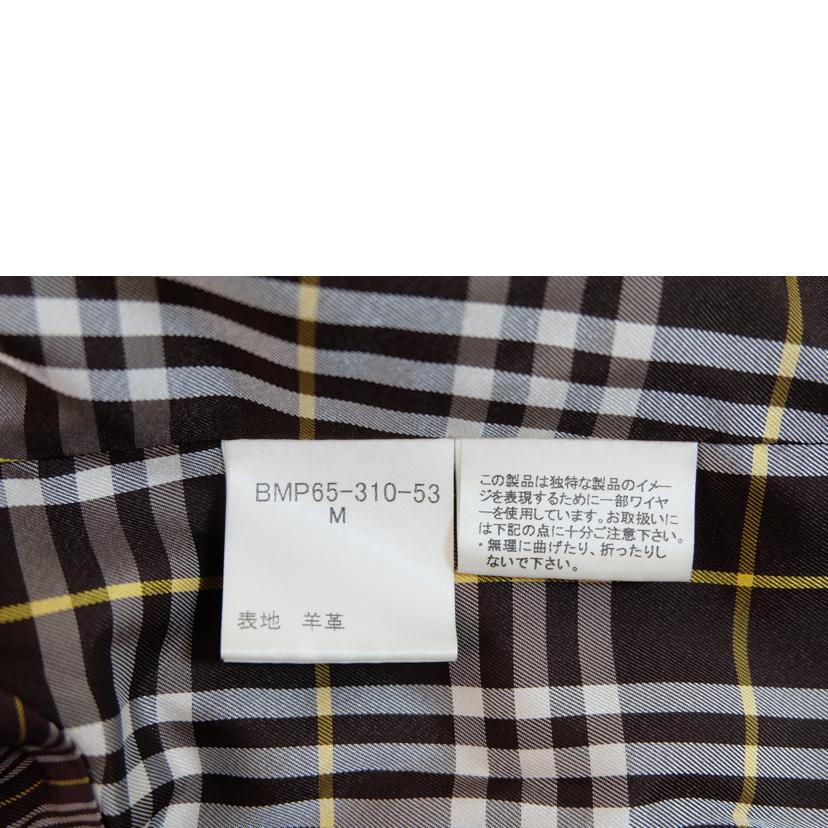 BMP65-310-53
M
表地 羊革
この製品は独特な製品のイメー
ジを表現するために一部ワイヤ
ーを使用しています。お取扱いに
は下記の点に十分ご注意下さい。
・無理に曲げたり、折ったりし
ないで下さい。